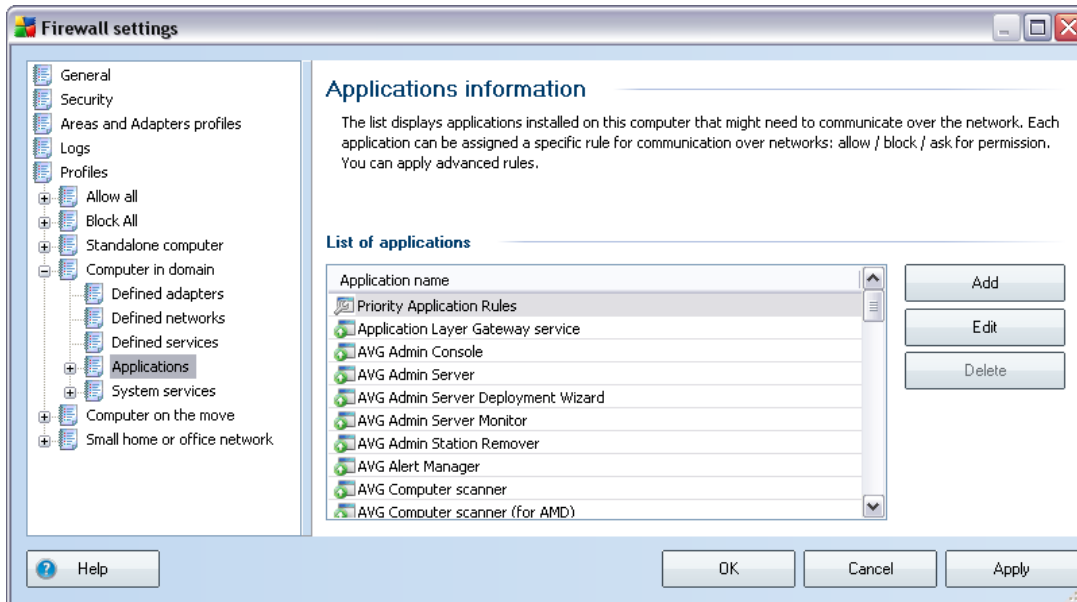 Firewall settings
General
Security
Areas and Adapters profiles
Logs
Profiles
Allow all
Block All
Standalone computer
Computer in domain
Defined adapters
Defined networks
Defined services
Applications
System services
Computer on the move
Small home or office network
Applications information
The list displays applications installed on this computer that might need to communicate over the network. Each
application can be assigned a specific rule for communication over networks: allow / block / ask for permission.
You can apply advanced rules.
List of applications
Application name
Priority Application Rules
Application Layer Gateway service
AVG Admin Console
AVG Admin Server
AVG Admin Server Deployment Wizard
AVG Admin Server Monitor
AVG Admin Station Remover
AVG Alert Manager
AVG Computer scanner
AVG Computer scanner (for AMD)
Add
Edit
Delete
Help
OK
Cancel
Apply